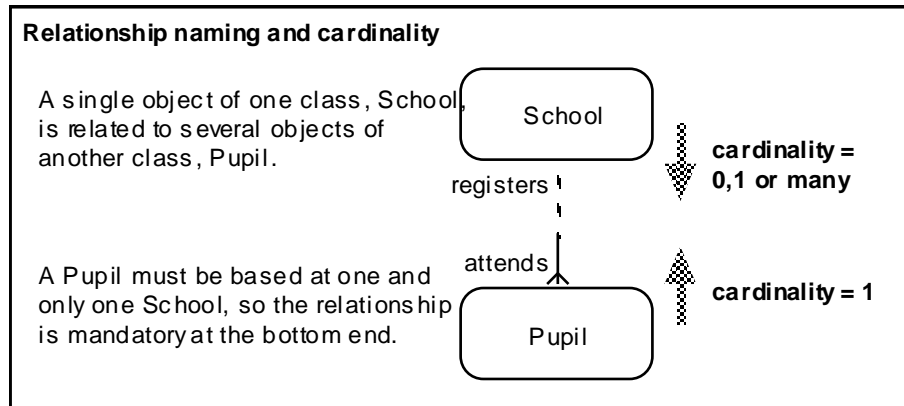 Relationship naming and cardinality
A single object of one class, School,
is related to several objects of
another class, Pupil.
School
cardinality =
0,1 or many
registers
attends
A Pupil must be based at one and
only one School, so the relationship
is mandatory at the bottom end.
cardinality = 1
Pupil